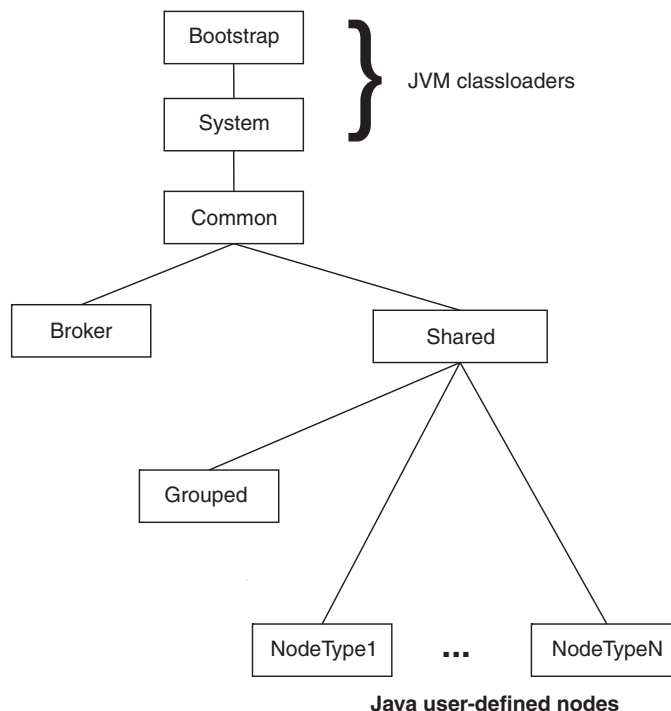 Bootstrap
JVM classloaders
System
Common
Broker
Shared
Grouped
NodeType1
...
NodeTypeN
Java user-defined nodes